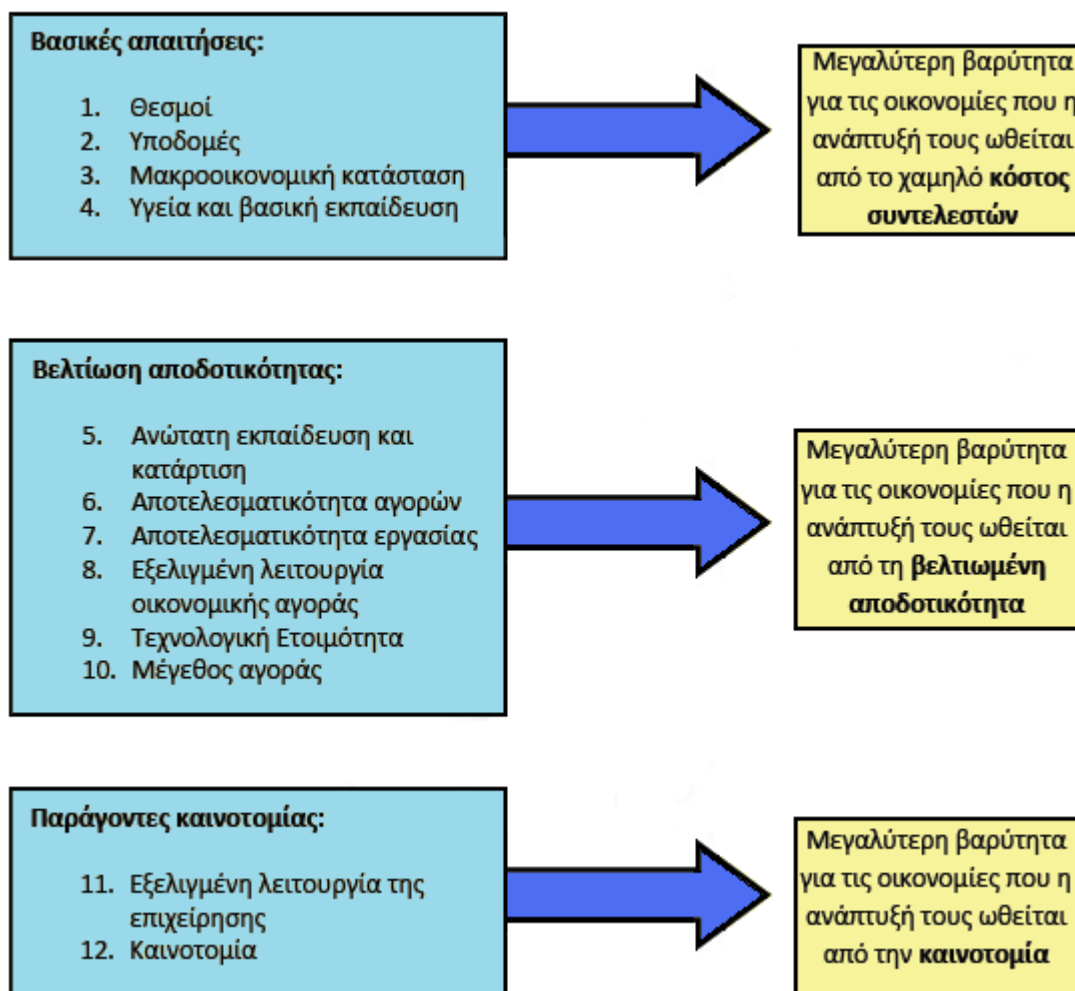 Βασικές απαιτήσεις:
1. Θεσμοί
2. Υποδομές
3. Μακροοικονομική κατάσταση
4. Υγεία και βασική εκπαίδευση
Μεγαλύτερη βαρύτητα
για τις οικονομίες που η
ανάπτυξή τους ωθείται
από το χαμηλό κόστος
συντελεστών
Βελτίωση αποδοτικότητας:
5. Ανώτατη εκπαίδευση και
κατάρτιση
6. Αποτελεσματικότητα αγορών
7. Αποτελεσματικότητα εργασίας
8. Εξελιγμένη λειτουργία
οικονομικής αγοράς
9. Τεχνολογική Ετοιμότητα
10. Μέγεθος αγοράς
Μεγαλύτερη βαρύτητα
για τις οικονομίες που η
ανάπτυξή τους ωθείται
από τη βελτιωμένη
αποδοτικότητα
Παράγοντες καινοτομίας:
11. Εξελιγμένη λειτουργία της
επιχείρησης
12. Καινοτομία
Μεγαλύτερη βαρύτητα
για τις οικονομίες που η
ανάπτυξή τους ωθείται
από την καινοτομία